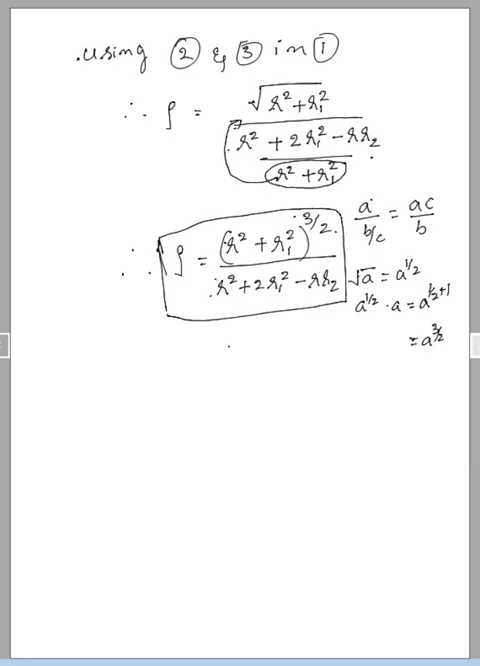 .using ② & ③ in ①
∴ ρ = √(r² + r₁²) / ((r² + 2r₁² - rr₂) / (r² + r₁²))
a / (b/c) = ac / b
∴ ρ = (r² + r₁²)^(3/2) / (r² + 2r₁² - rr₂)
√a = a^(1/2)
a^(1/2) · a = a^(1/2+1)
= a^(3/2)